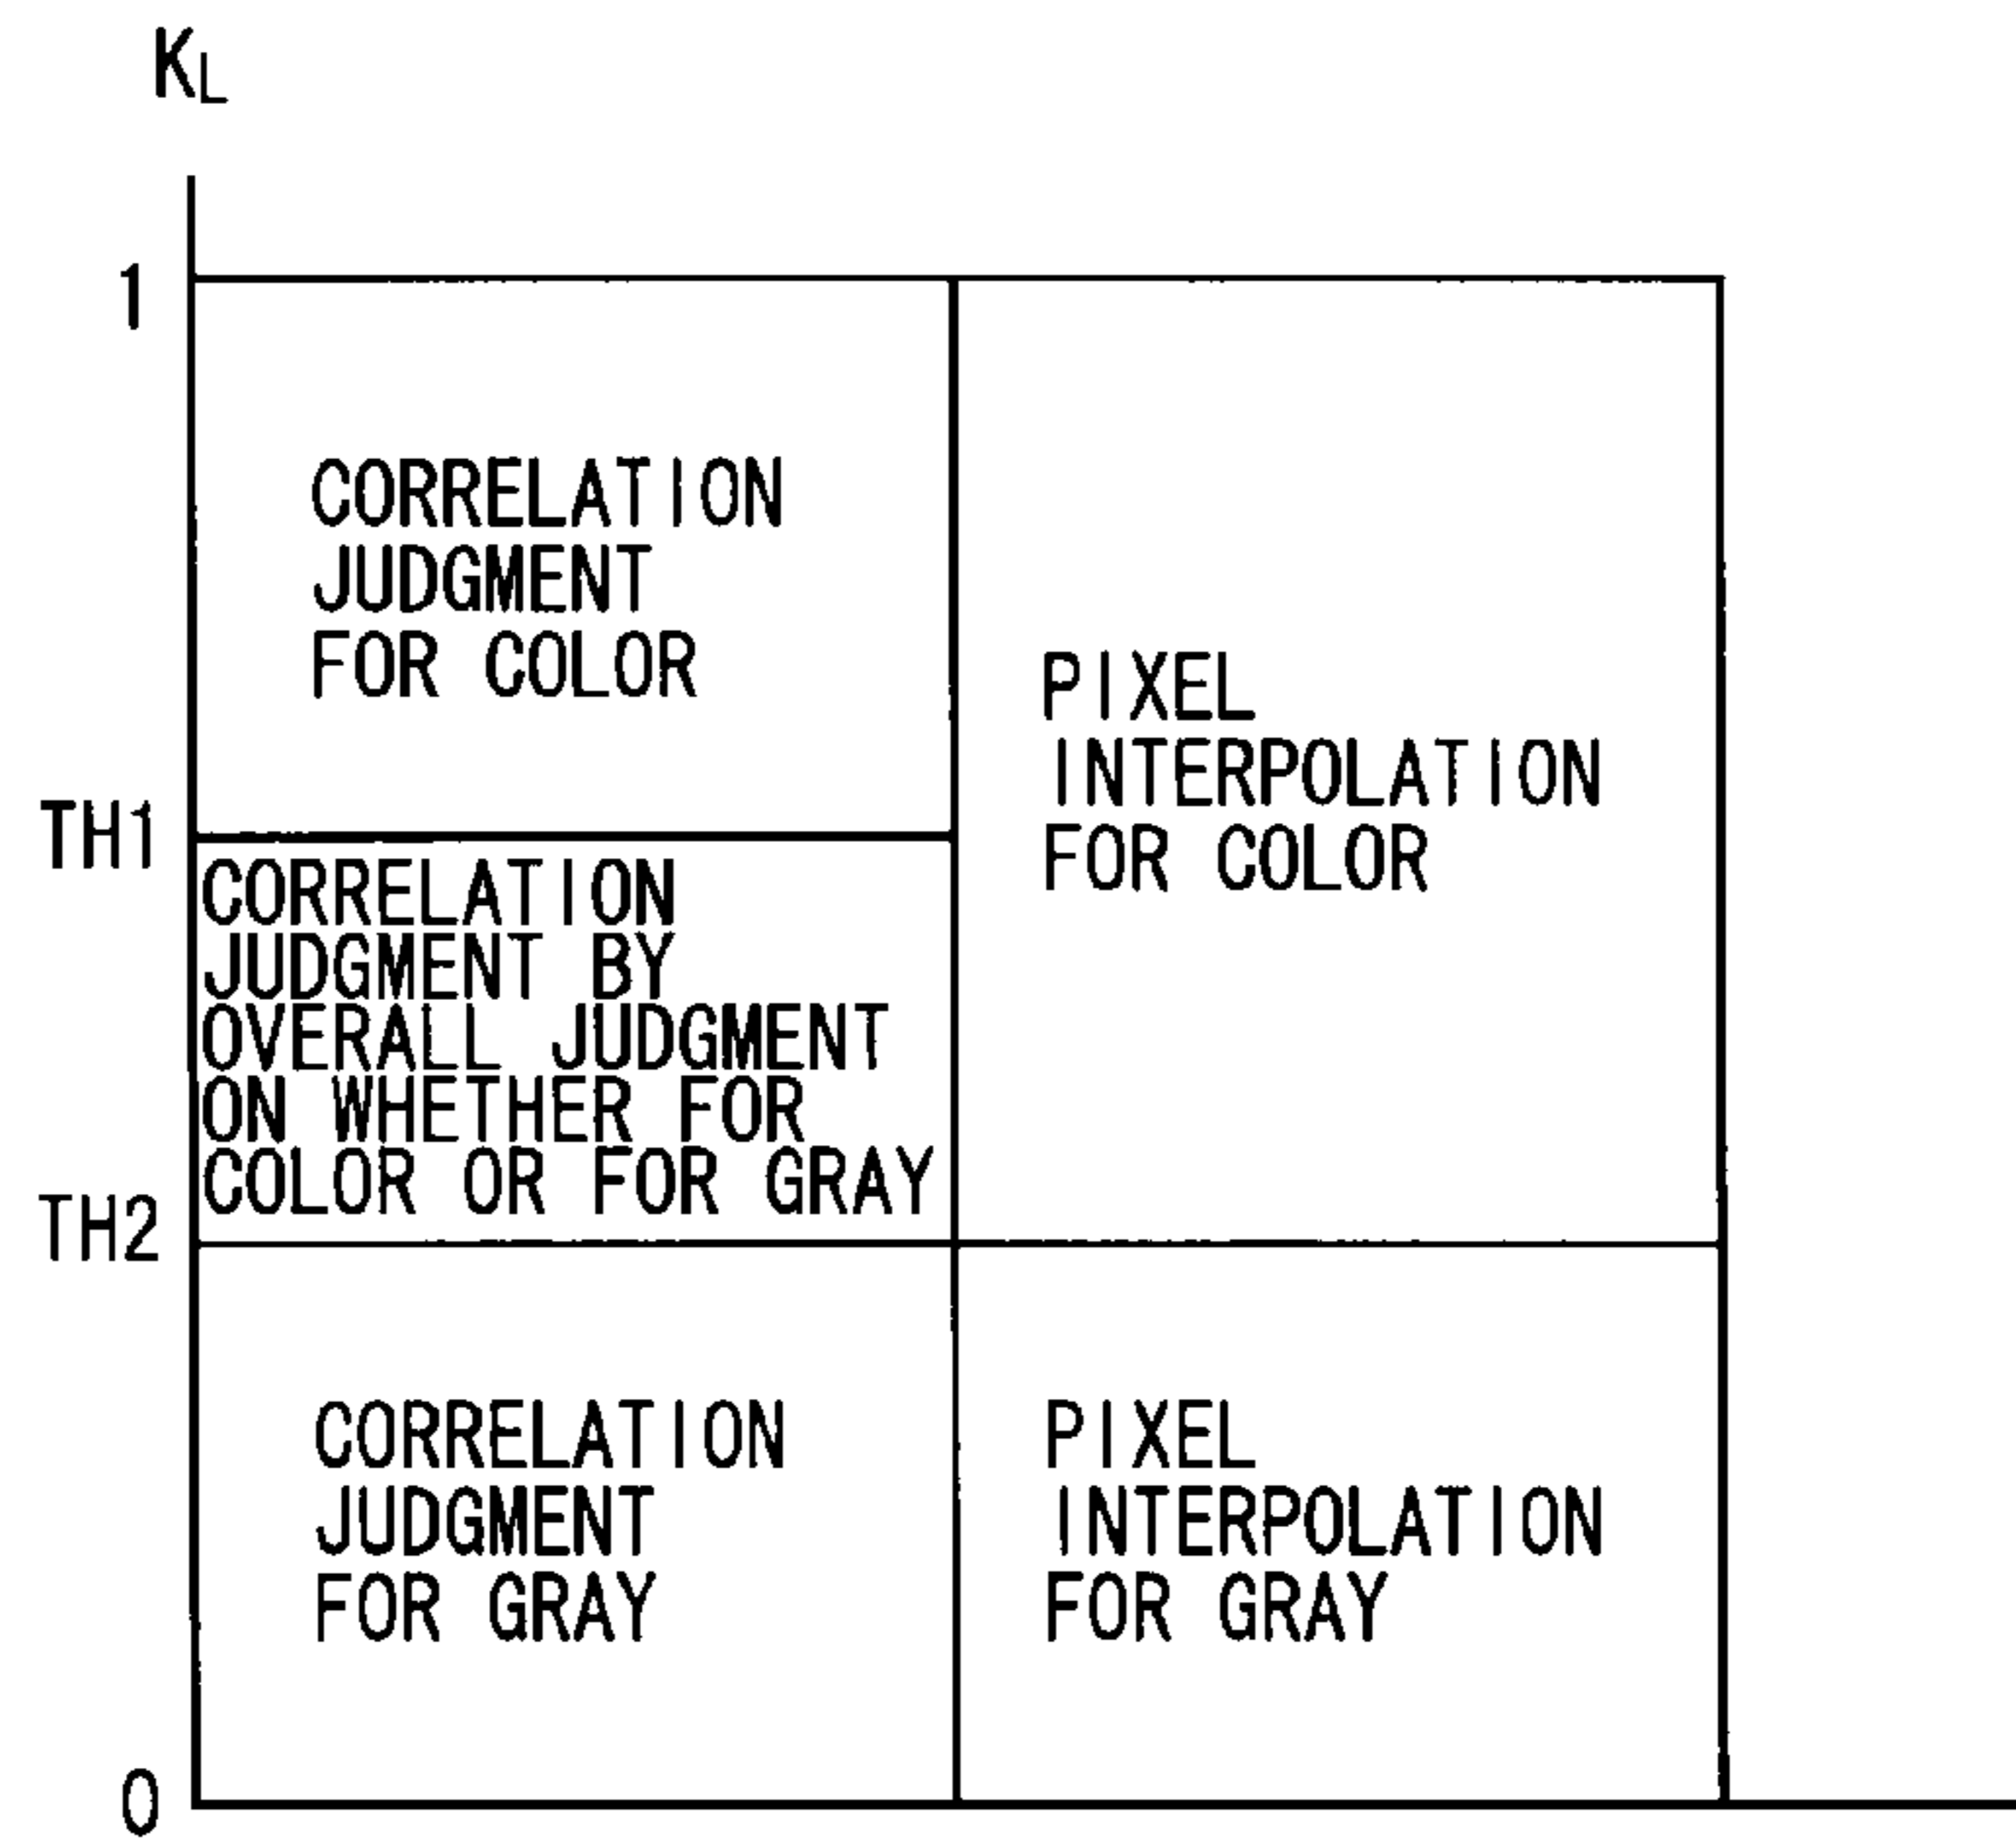 KL
1
CORRELATION
JUDGMENT
FOR COLOR
PIXEL
INTERPOLATION
FOR COLOR
TH1
CORRELATION
JUDGMENT BY
OVERALL JUDGMENT
ON WHETHER FOR
COLOR OR FOR GRAY
TH2
CORRELATION
JUDGMENT
FOR GRAY
PIXEL
INTERPOLATION
FOR GRAY
0